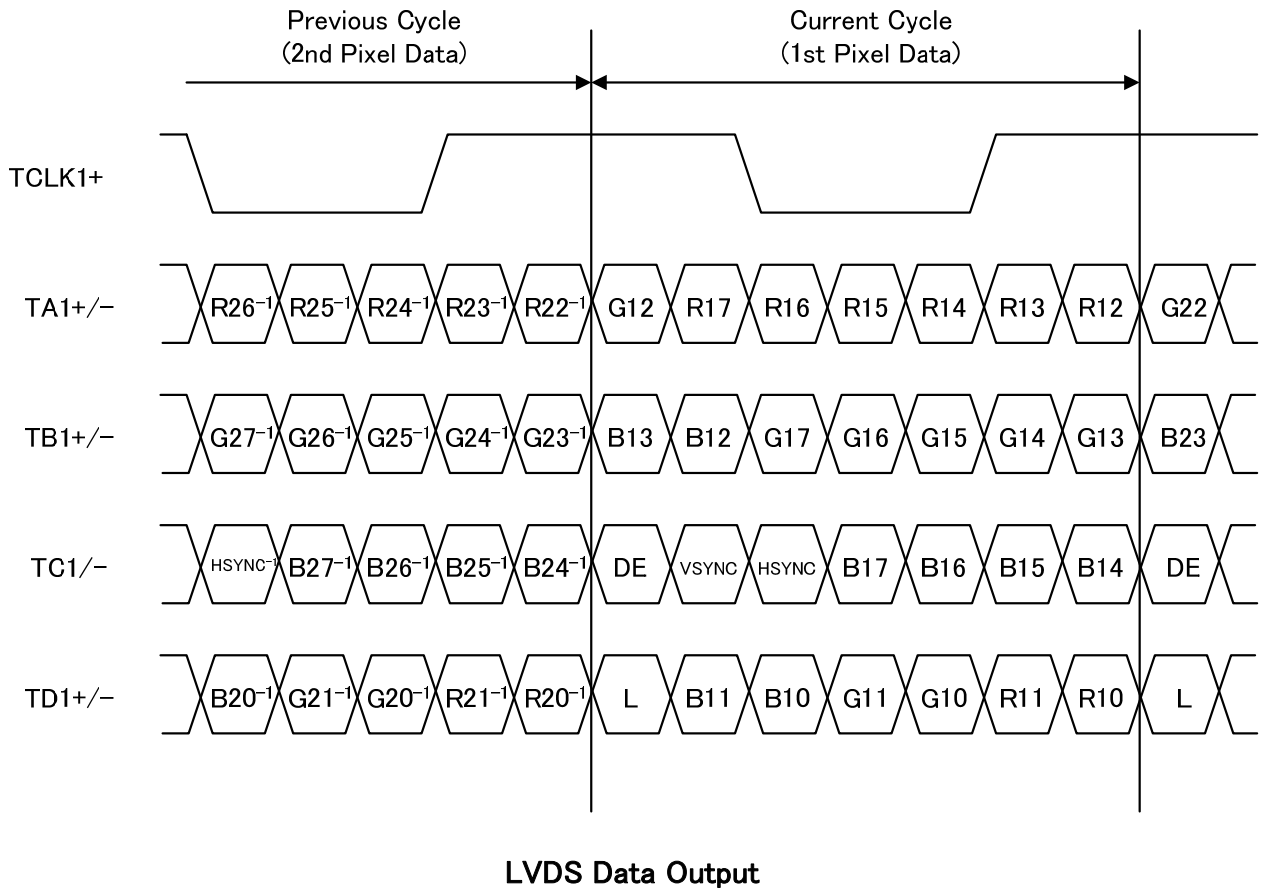 Previous Cycle
(2nd Pixel Data)
Current Cycle
(1st Pixel Data)
TCLK1+
TA1+/- R26⁻¹ R25⁻¹ R24⁻¹ R23⁻¹ R22⁻¹ G12 R17 R16 R15 R14 R13 R12 G22
TB1+/- G27⁻¹ G26⁻¹ G25⁻¹ G24⁻¹ G23⁻¹ B13 B12 G17 G16 G15 G14 G13 B23
TC1/- HSYNC⁻¹ B27⁻¹ B26⁻¹ B25⁻¹ B24⁻¹ DE VSYNC HSYNC B17 B16 B15 B14 DE
TD1+/- B20⁻¹ G21⁻¹ G20⁻¹ R21⁻¹ R20⁻¹ L B11 B10 G11 G10 R11 R10 L
LVDS Data Output